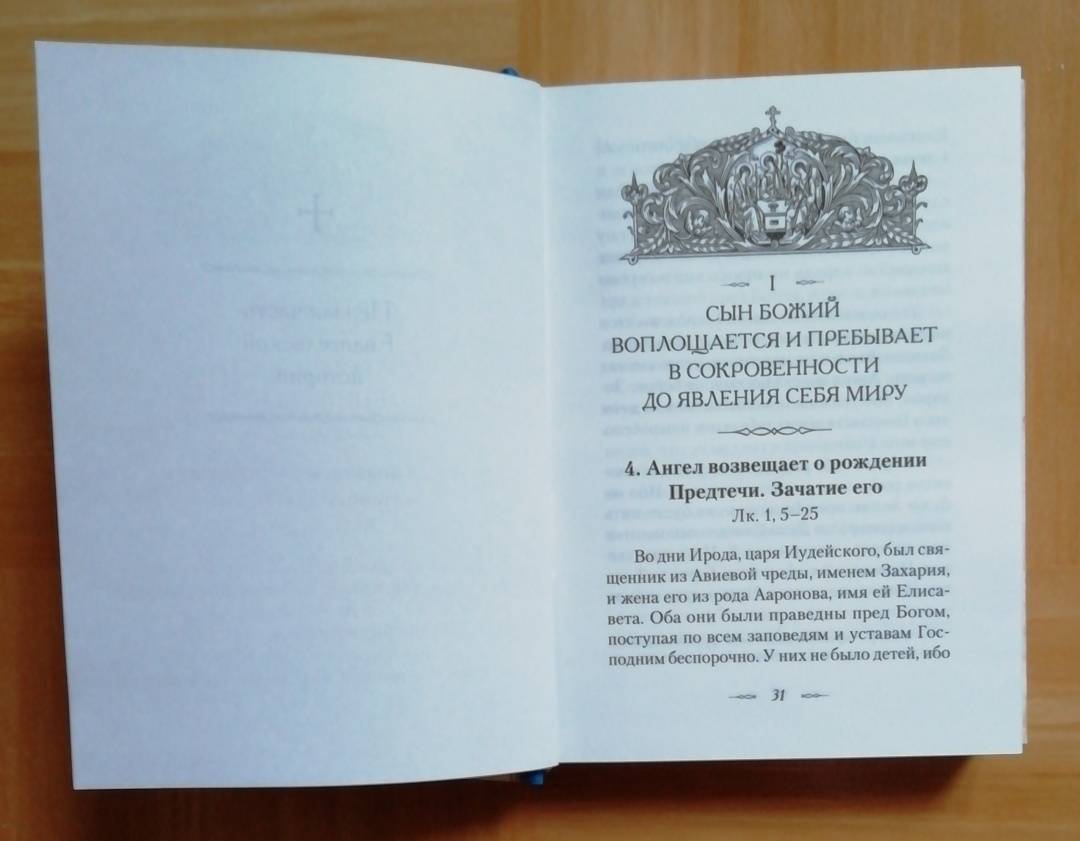 I
СЫН БОЖИЙ
ВОПЛОЩАЕТСЯ И ПРЕБЫВАЕТ
В СОКРОВЕННОСТИ
ДО ЯВЛЕНИЯ СЕБЯ МИРУ
4. Ангел возвещает о рождении
Предтечи. Зачатие его
Лк. 1, 5–25
Во дни Ирода, царя Иудейского, был свя-
щенник из Авиевой чреды, именем Захария,
и жена его из рода Ааронова, имя ей Елиса-
вета. Оба они были праведны пред Богом,
поступая по всем заповедям и уставам Гос-
подним беспорочно. У них не было детей, ибо
31